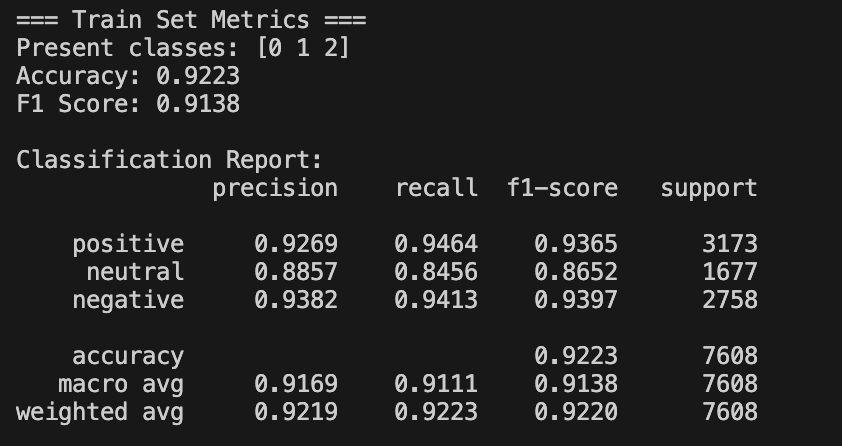 === Train Set Metrics ===
Present classes: [0 1 2]
Accuracy: 0.9223
F1 Score: 0.9138
Classification Report:
precision recall f1-score support
positive 0.9269 0.9464 0.9365 3173
neutral 0.8857 0.8456 0.8652 1677
negative 0.9382 0.9413 0.9397 2758
accuracy 0.9223 7608
macro avg 0.9169 0.9111 0.9138 7608
weighted avg 0.9219 0.9223 0.9220 7608